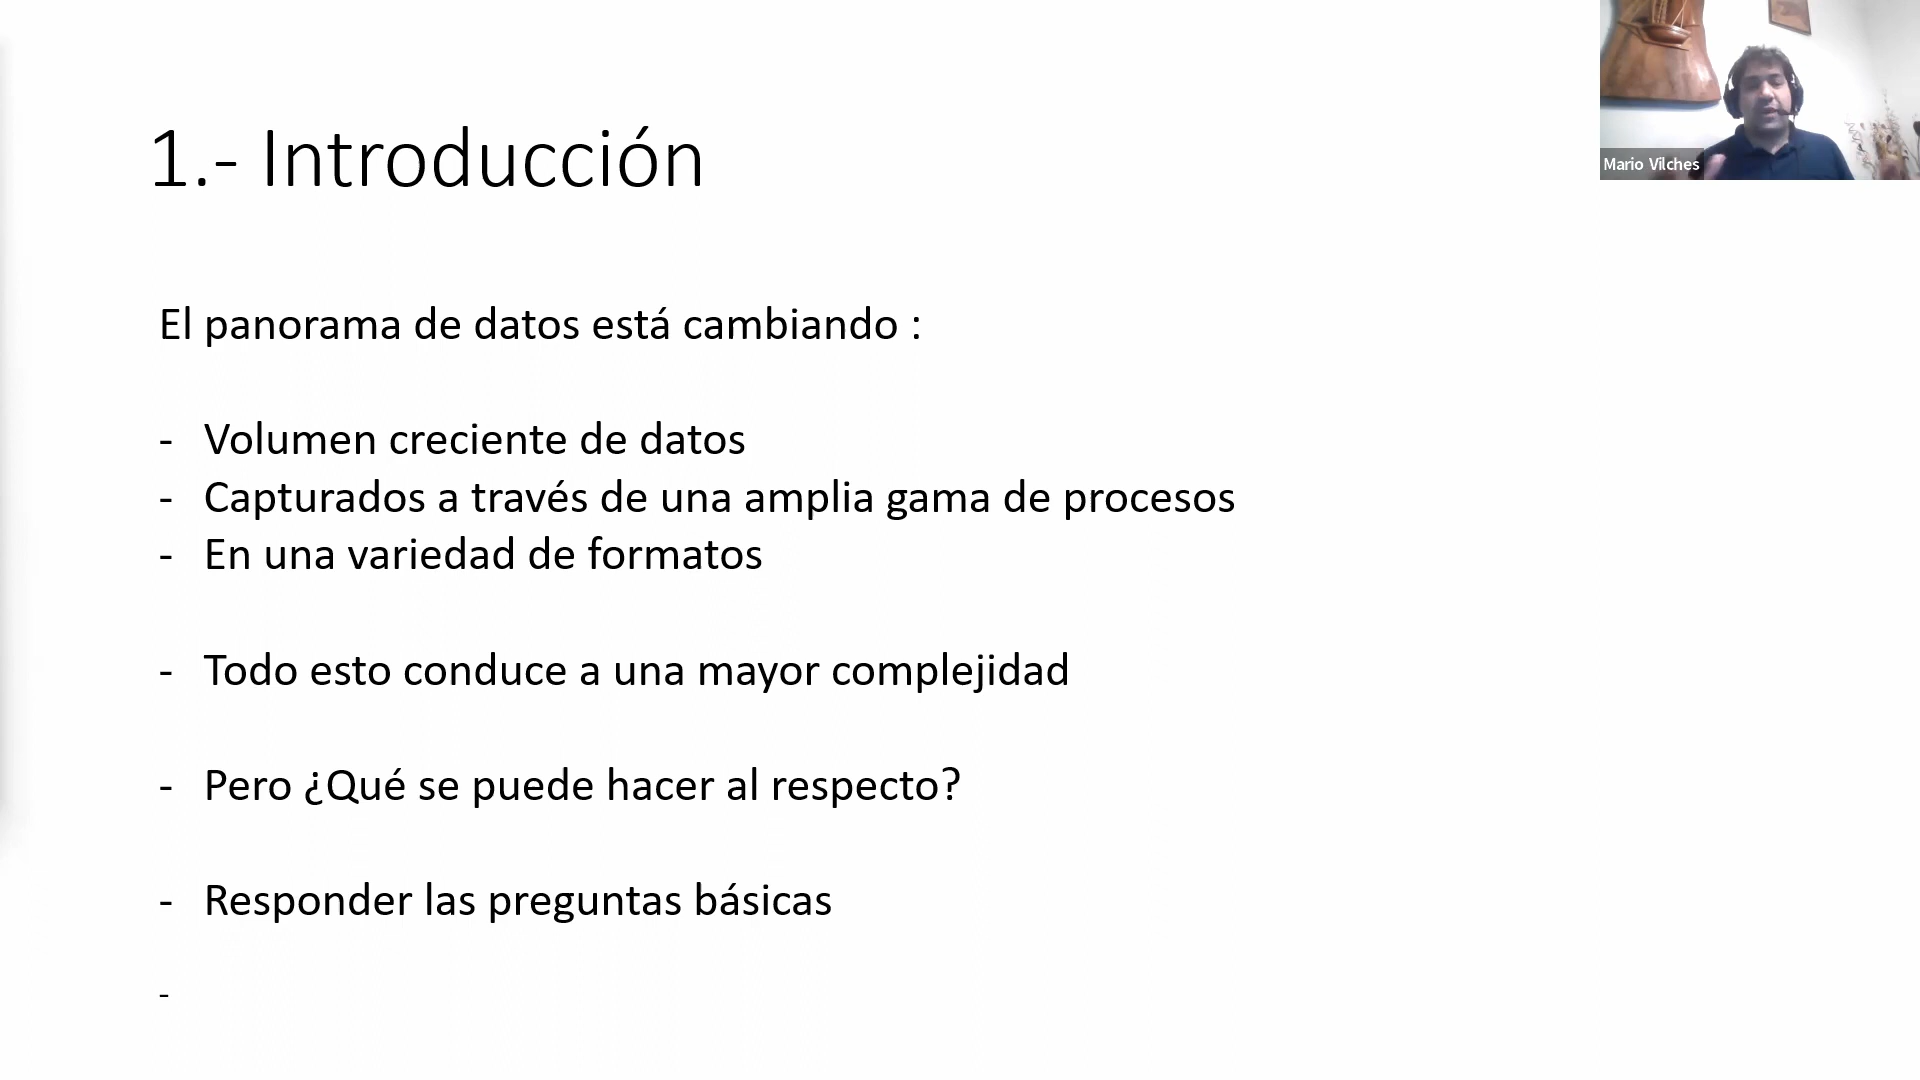 1.- Introducción
Mario Vilches
El panorama de datos está cambiando :
- Volumen creciente de datos
- Capturados a través de una amplia gama de procesos
- En una variedad de formatos
- Todo esto conduce a una mayor complejidad
- Pero ¿Qué se puede hacer al respecto?
- Responder las preguntas básicas
-